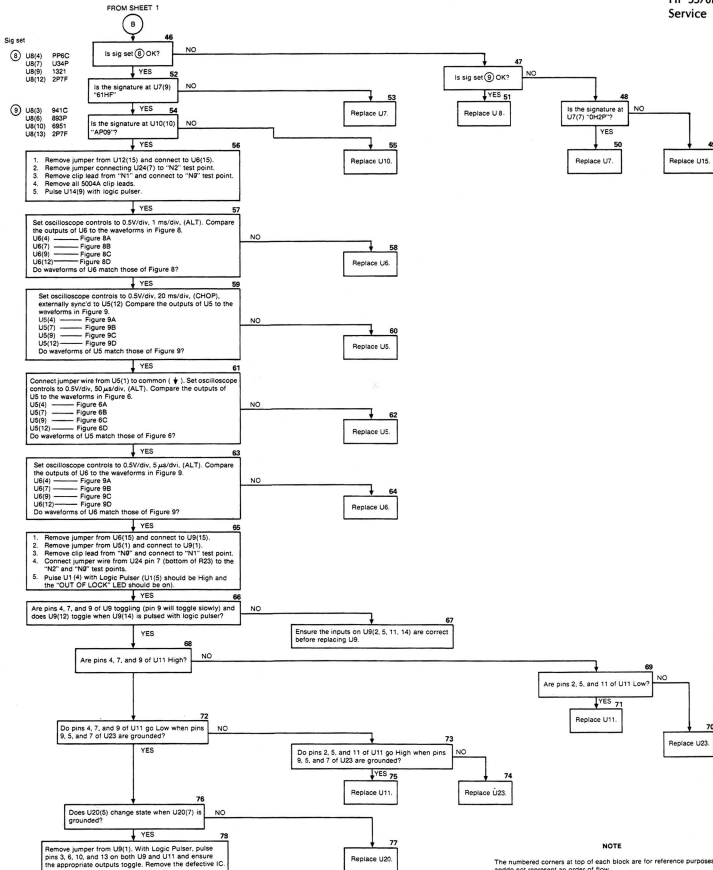 FROM SHEET 1
B
HP 5370
Service
Sig set
8 U8(4) PP6C
U8(7) U34P
U8(9) 1321
U8(12) 2P7F
9 U8(3) 941C
U8(6) 893P
U8(10) 6951
U8(13) 2P7F
46
Is sig set 8 OK?
NO
YES
47
Is sig set 9 OK?
NO
YES 51
Replace U 8.
48
Is the signature at
U7(7) "0H2P"?
NO
YES
50
Replace U7.
49
Replace U15.
52
Is the signature at U7(9)
"61HF"
NO
53
Replace U7.
YES 54
Is the signature at U10(10)
"AP09"?
NO
55
Replace U10.
YES
56
1. Remove jumper from U12(15) and connect to U6(15).
2. Remove jumper connecting U24(7) to "N2" test point.
3. Remove clip lead from "N1" and connect to "NØ" test point.
4. Remove all 5004A clip leads.
5. Pulse U14(9) with logic pulser.
YES
57
Set oscilloscope controls to 0.5V/div, 1 ms/div, (ALT). Compare
the outputs of U6 to the waveforms in Figure 8.
U6(4) —— Figure 8A
U6(7) —— Figure 8B
U6(9) —— Figure 8C
U6(12)—— Figure 8D
Do waveforms of U6 match those of Figure 8?
NO
58
Replace U6.
YES
59
Set oscilloscope controls to 0.5V/div, 20 ms/div, (CHOP),
externally sync'd to U5(12) Compare the outputs of U5 to the
waveforms in Figure 9.
U5(4) —— Figure 9A
U5(7) —— Figure 9B
U5(9) —— Figure 9C
U5(12)—— Figure 9D
Do waveforms of U5 match those of Figure 9?
NO
60
Replace U5.
YES
61
Connect jumper wire from U5(1) to common (). Set oscilloscope
controls to 0.5V/div, 50 µs/div, (ALT). Compare the outputs of
U5 to the waveforms in Figure 6.
U5(4) —— Figure 6A
U5(7) —— Figure 6B
U5(9) —— Figure 6C
U5(12)—— Figure 6D
Do waveforms of U5 match those of Figure 6?
NO
62
Replace U5.
YES
63
Set oscilloscope controls to 0.5V/div, 5 µs/dvi, (ALT). Compare
the outputs of U6 to the waveforms in Figure 9.
U6(4) —— Figure 9A
U6(7) —— Figure 9B
U6(9) —— Figure 9C
U6(12)—— Figure 9D
Do waveforms of U6 match those of Figure 9?
NO
64
Replace U6.
YES
65
1. Remove jumper from U6(15) and connect to U9(15).
2. Remove jumper from U5(1) and connect to U9(1).
3. Remove clip lead from "NØ" and connect to "N1" test point.
4. Connect jumper wire from U24 pin 7 (bottom of R23) to the
"N2" and "NØ" test points.
5. Pulse U1 (4) with Logic Pulser (U1(5) should be High and
the "OUT OF LOCK" LED should be on).
66
Are pins 4, 7, and 9 of U9 toggling (pin 9 will toggle slowly) and
does U9(12) toggle when U9(14) is pulsed with logic pulser?
NO
67
Ensure the inputs on U9(2, 5, 11, 14) are correct
before replacing U9.
YES
68
Are pins 4, 7, and 9 of U11 High?
NO
69
Are pins 2, 5, and 11 of U11 Low?
NO
YES 71
Replace U11.
70
Replace U23.
72
Do pins 4, 7, and 9 of U11 go Low when pins
9, 5, and 7 of U23 are grounded?
NO
YES
73
Do pins 2, 5, and 11 of U11 go High when pins
9, 5, and 7 of U23 are grounded?
NO
YES 75
Replace U11.
74
Replace U23.
76
Does U20(5) change state when U20(7) is
grounded?
NO
YES
77
Replace U20.
78
Remove jumper from U9(1). With Logic Pulser, pulse
pins 3, 6, 10, and 13 on both U9 and U11 and ensure
the appropriate outputs toggle. Remove the defective IC.
NOTE
The numbered corners at top of each block are for reference purposes
anddo not represent an order of flow.